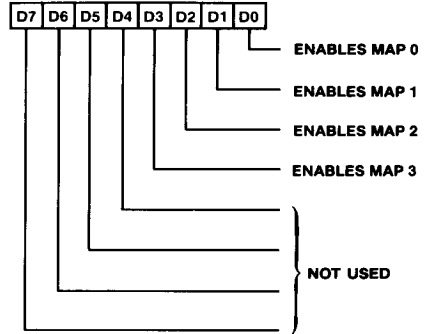 D7 D6 D5 D4 D3 D2 D1 D0
ENABLES MAP 0
ENABLES MAP 1
ENABLES MAP 2
ENABLES MAP 3
NOT USED